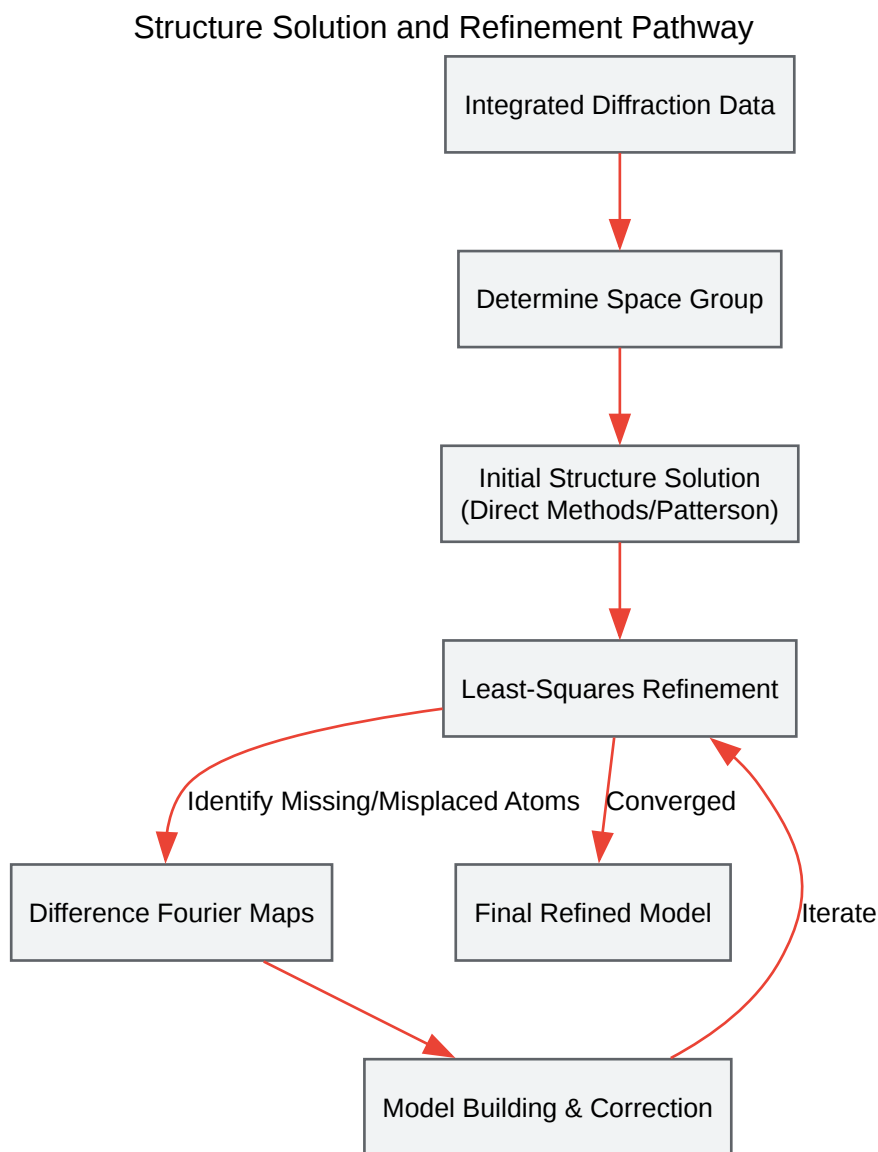 Structure Solution and Refinement Pathway
Integrated Diffraction Data
Determine Space Group
Initial Structure Solution
(Direct Methods/Patterson)
Least-Squares Refinement
Identify Missing/Misplaced Atoms
Converged
Difference Fourier Maps
Final Refined Model
Iterate
Model Building & Correction